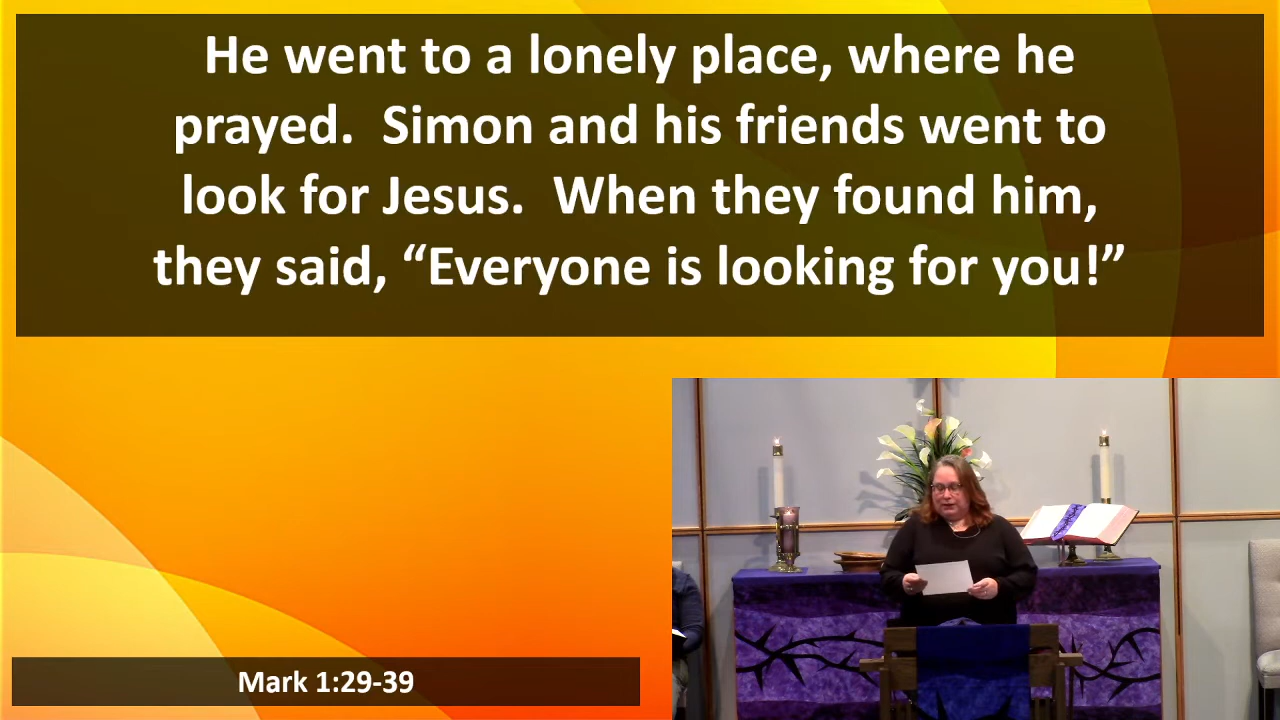 He went to a lonely place, where he
prayed.  Simon and his friends went to
look for Jesus.  When they found him,
they said, “Everyone is looking for you!”
Mark 1:29-39